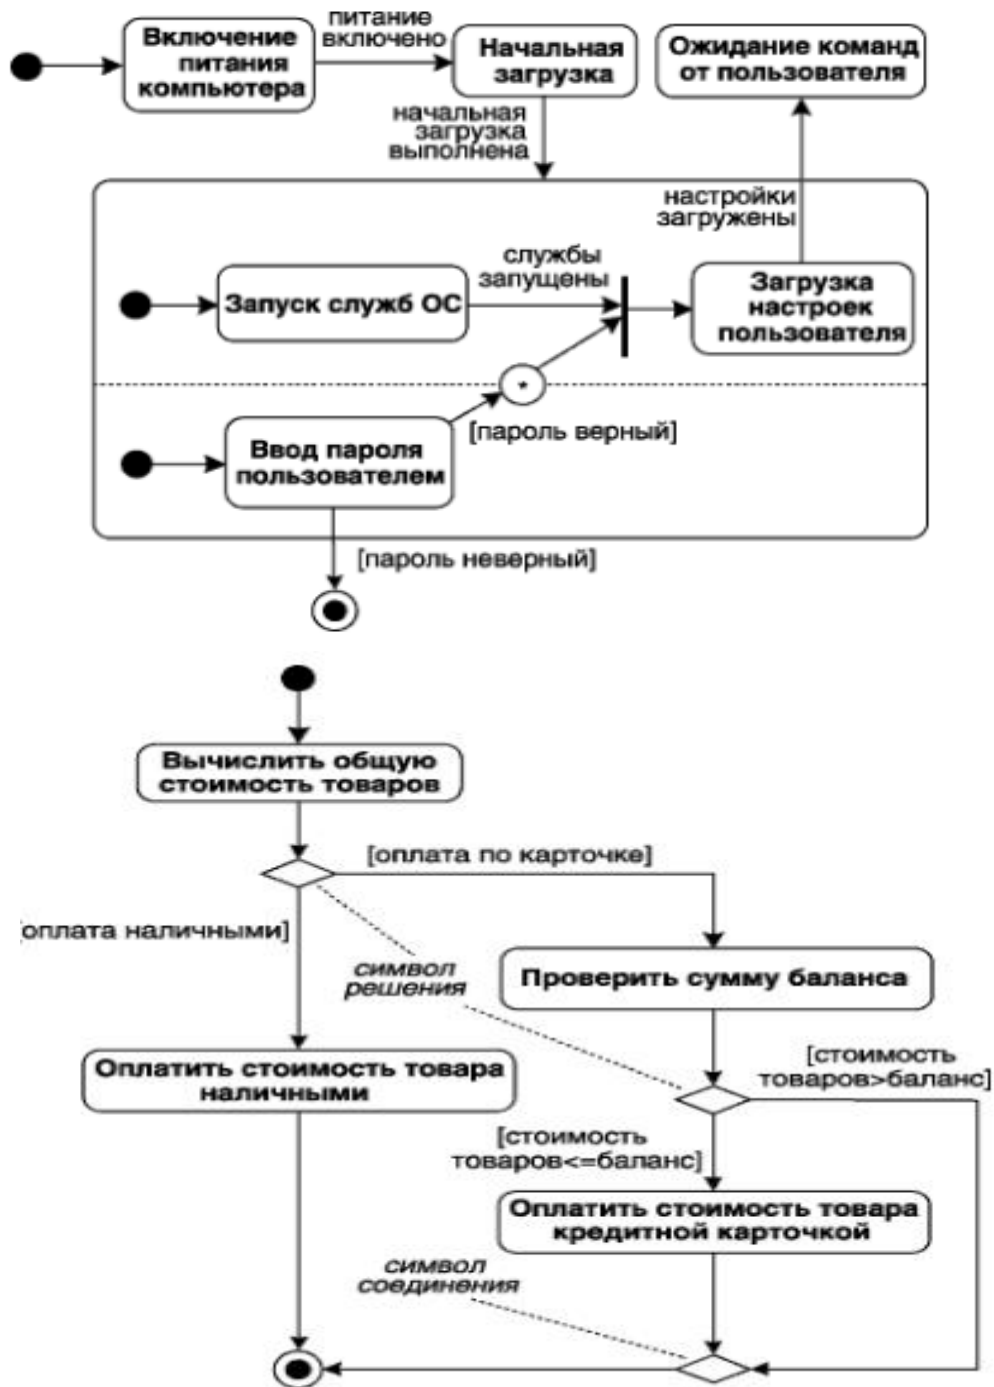 Включение
питания
компьютера
питание
включено
Начальная
загрузка
Ожидание команд
от пользователя
начальная
загрузка
выполнена
настройки
загружены
службы
запущены
Запуск служб ОС
Загрузка
настроек
пользователя
*
[пароль верный]
Ввод пароля
пользователем
[пароль неверный]
Вычислить общую
стоимость товаров
[оплата по карточке]
[оплата наличными]
символ
решения
Проверить сумму баланса
[стоимость
товаров>баланс]
Оплатить стоимость товара
наличными
[стоимость
товаров<=баланс]
Оплатить стоимость товара
кредитной карточкой
символ
соединения